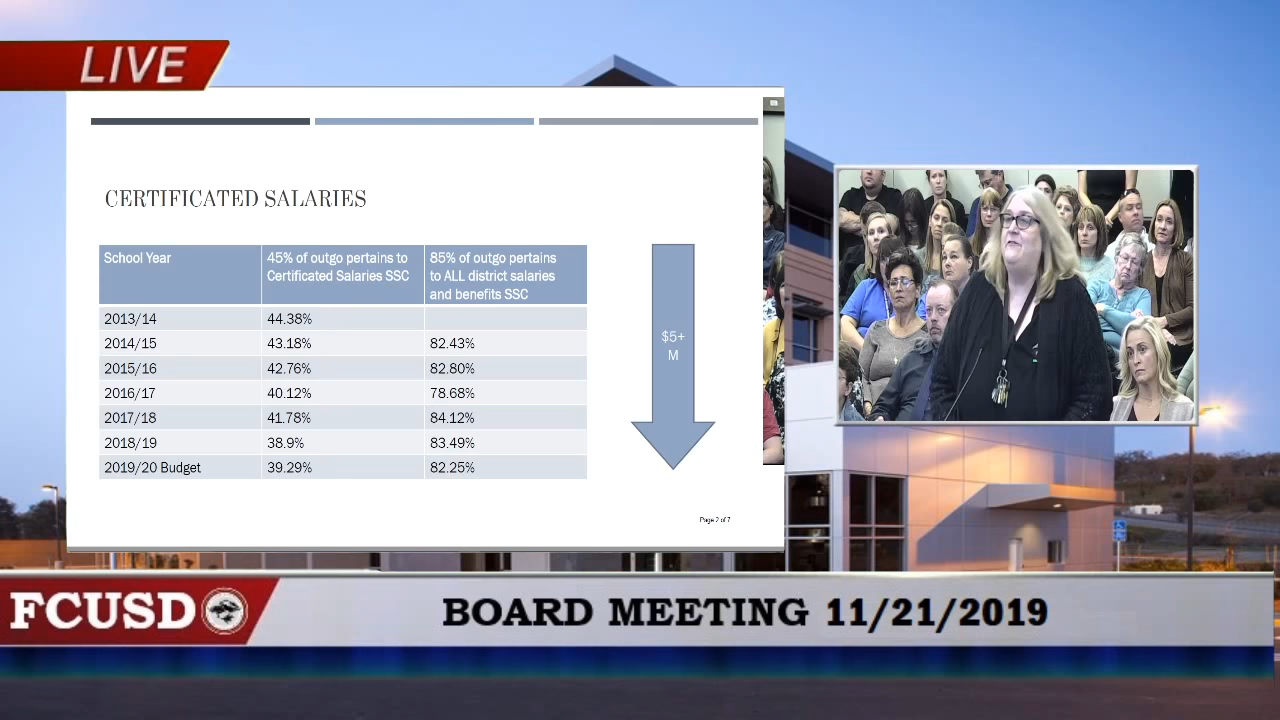 LIVE
CERTIFICATED SALARIES
School Year 45% of outgo pertains to Certificated Salaries SSC 85% of outgo pertains to ALL district salaries and benefits SSC
2013/14 44.38%
2014/15 43.18% 82.43%
2015/16 42.76% 82.80%
2016/17 40.12% 78.68%
2017/18 41.78% 84.12%
2018/19 38.9% 83.49%
2019/20 Budget 39.29% 82.25%
$5+
M
Page 2 of 7
FCUSD
BOARD MEETING 11/21/2019